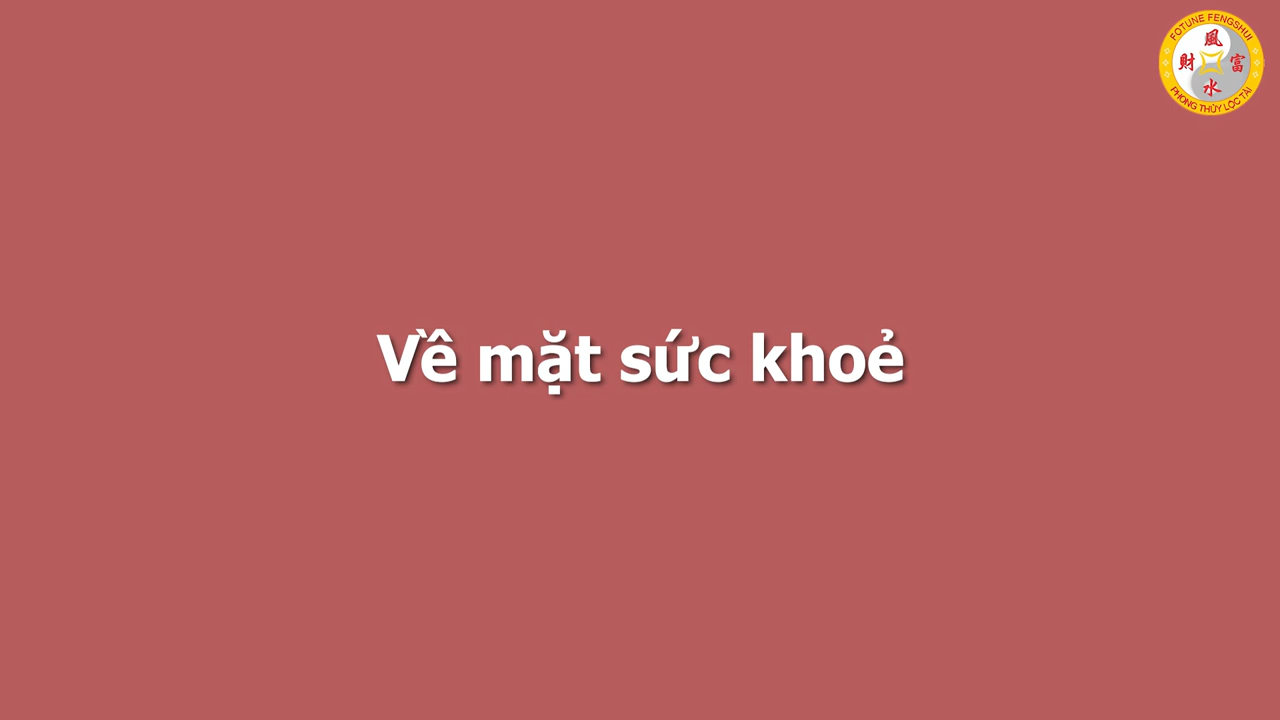 FOTUNE FENGSHUI
風
財 富
水
PHONG THỦY LỘC TÀI
Về mặt sức khoẻ